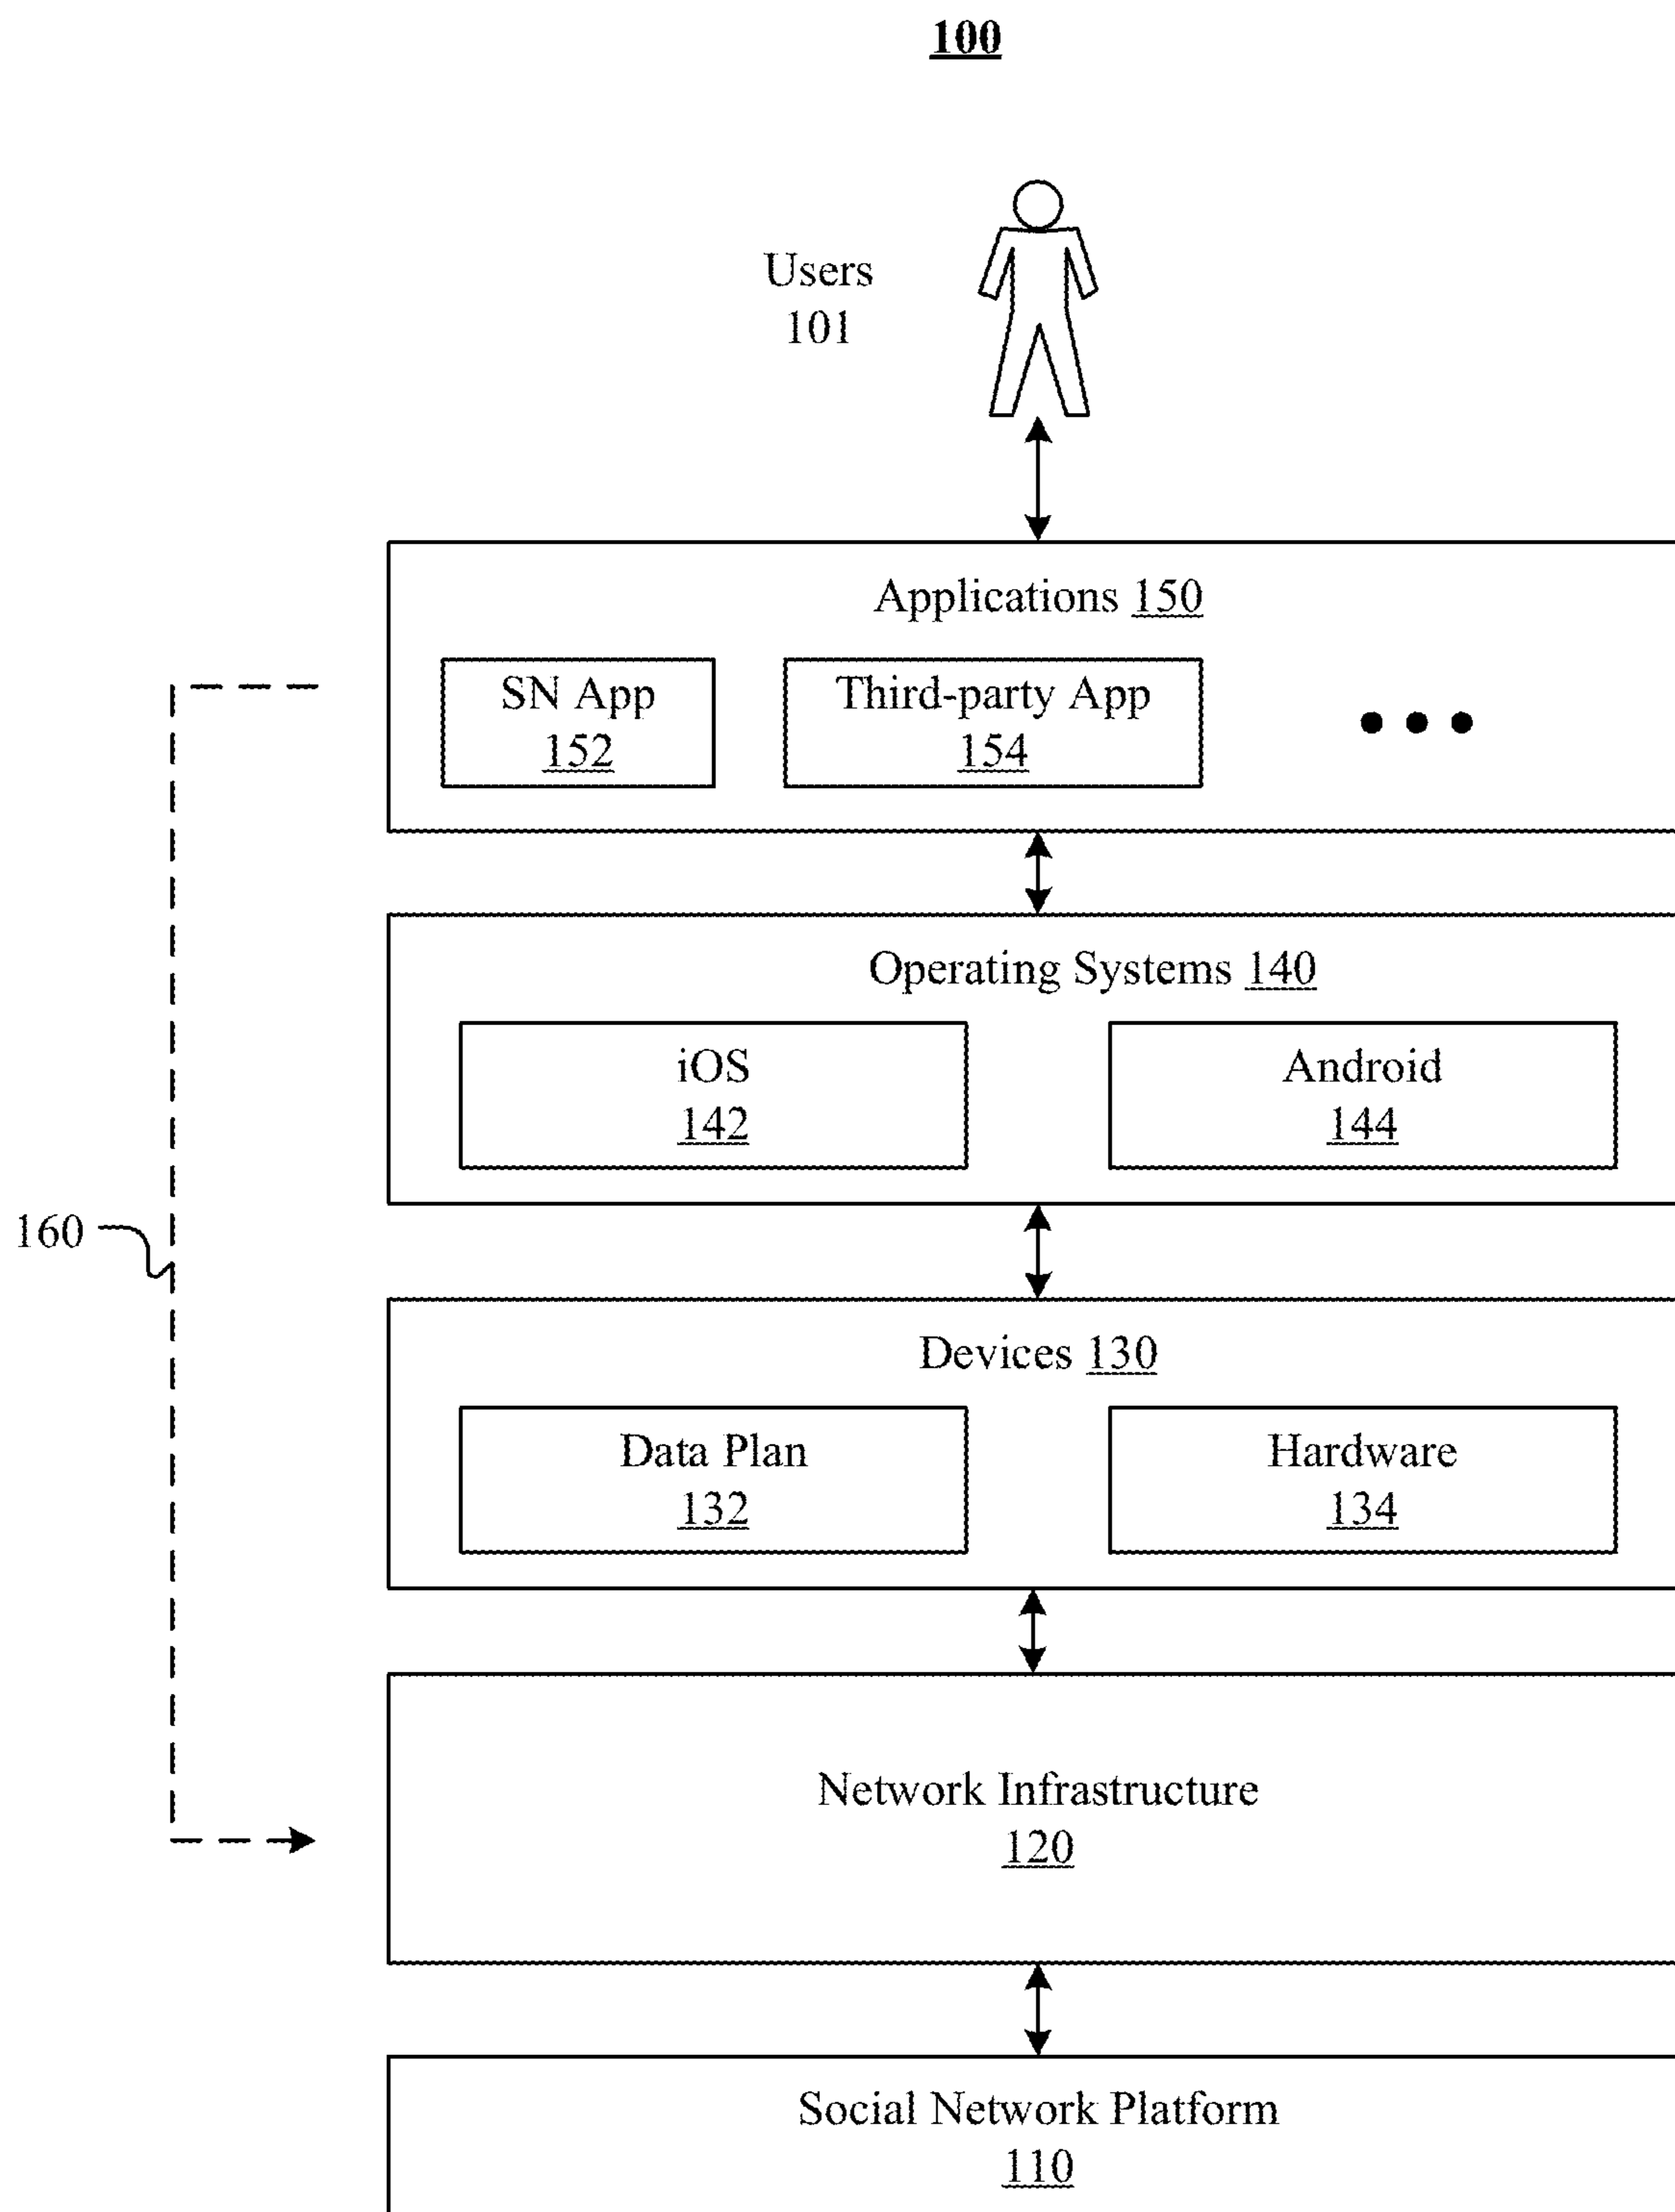 100
Users
101
Applications 150
SN App
152
Third-party App
154
Operating Systems 140
iOS
142
Android
144
160
Devices 130
Data Plan
132
Hardware
134
Network Infrastructure
120
Social Network Platform
110